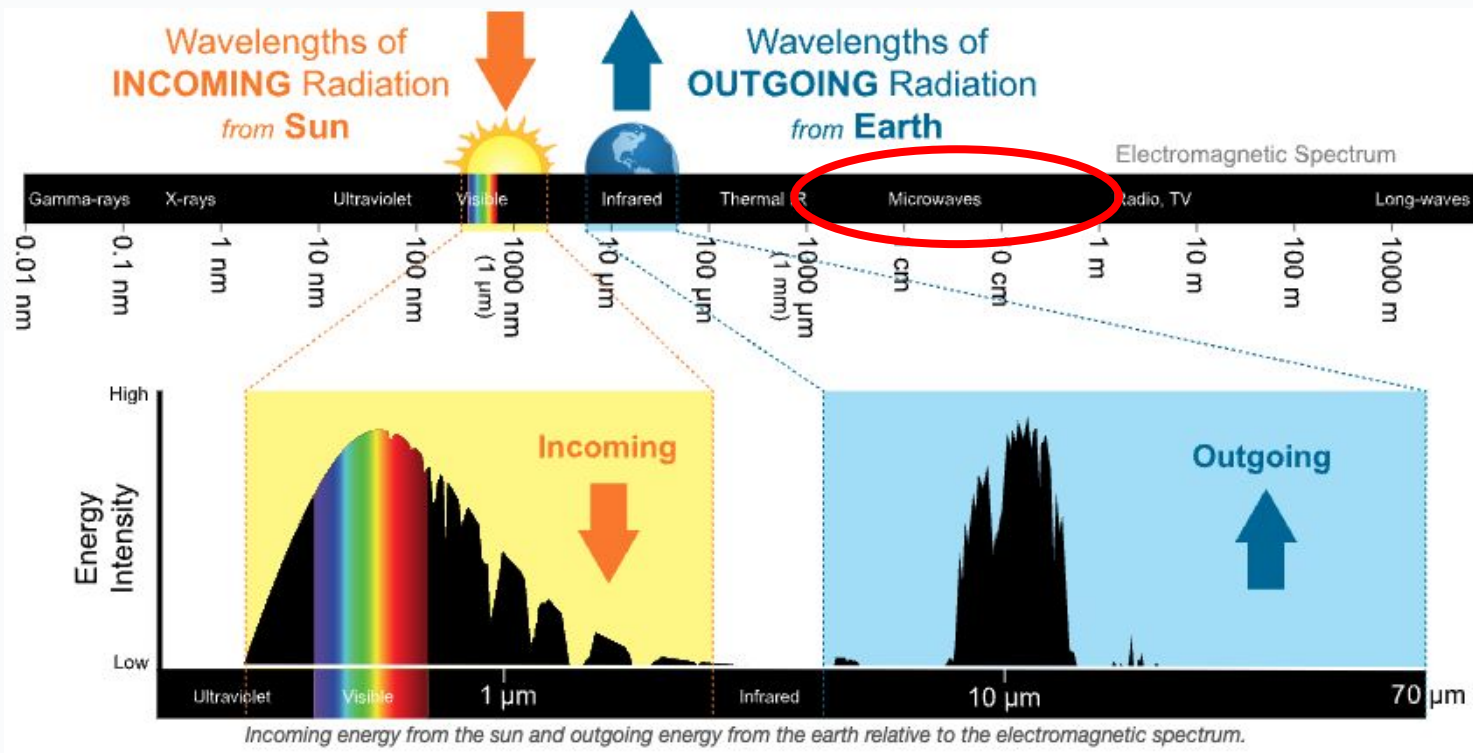 Wavelengths of
INCOMING Radiation
from Sun
Wavelengths of
OUTGOING Radiation
from Earth
Electromagnetic Spectrum
Gamma-rays X-rays Ultraviolet Visible Infrared Thermal IR Microwaves Radio, TV Long-waves
0.01 nm
0.1 nm
1 nm
10 nm
100 nm
1000 nm
(1 µm)
10 µm
100 µm
1000 µm
(1 mm)
cm
0 cm
1 m
10 m
100 m
1000 m
High
Energy
Intensity
Low
Incoming
Outgoing
Ultraviolet Visible 1 µm Infrared 10 µm 70 µm
Incoming energy from the sun and outgoing energy from the earth relative to the electromagnetic spectrum.